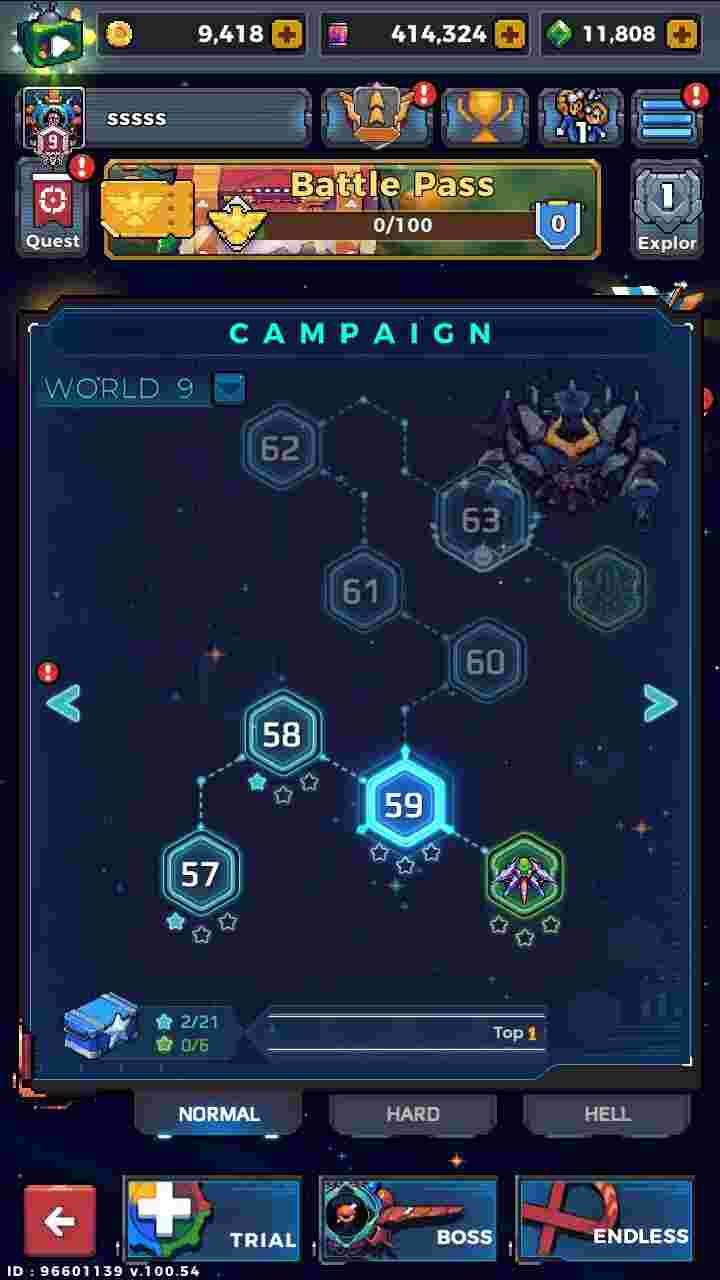 9,418
414,324
11,808
9
sssss
1
Quest
Battle Pass
0/100
0
1
Explor
CAMPAIGN
WORLD 9
62
63
61
60
58
59
57
2/21
0/6
Top 1
NORMAL
HARD
HELL
TRIAL
BOSS
ENDLESS
ID : 96601139 v.100.54